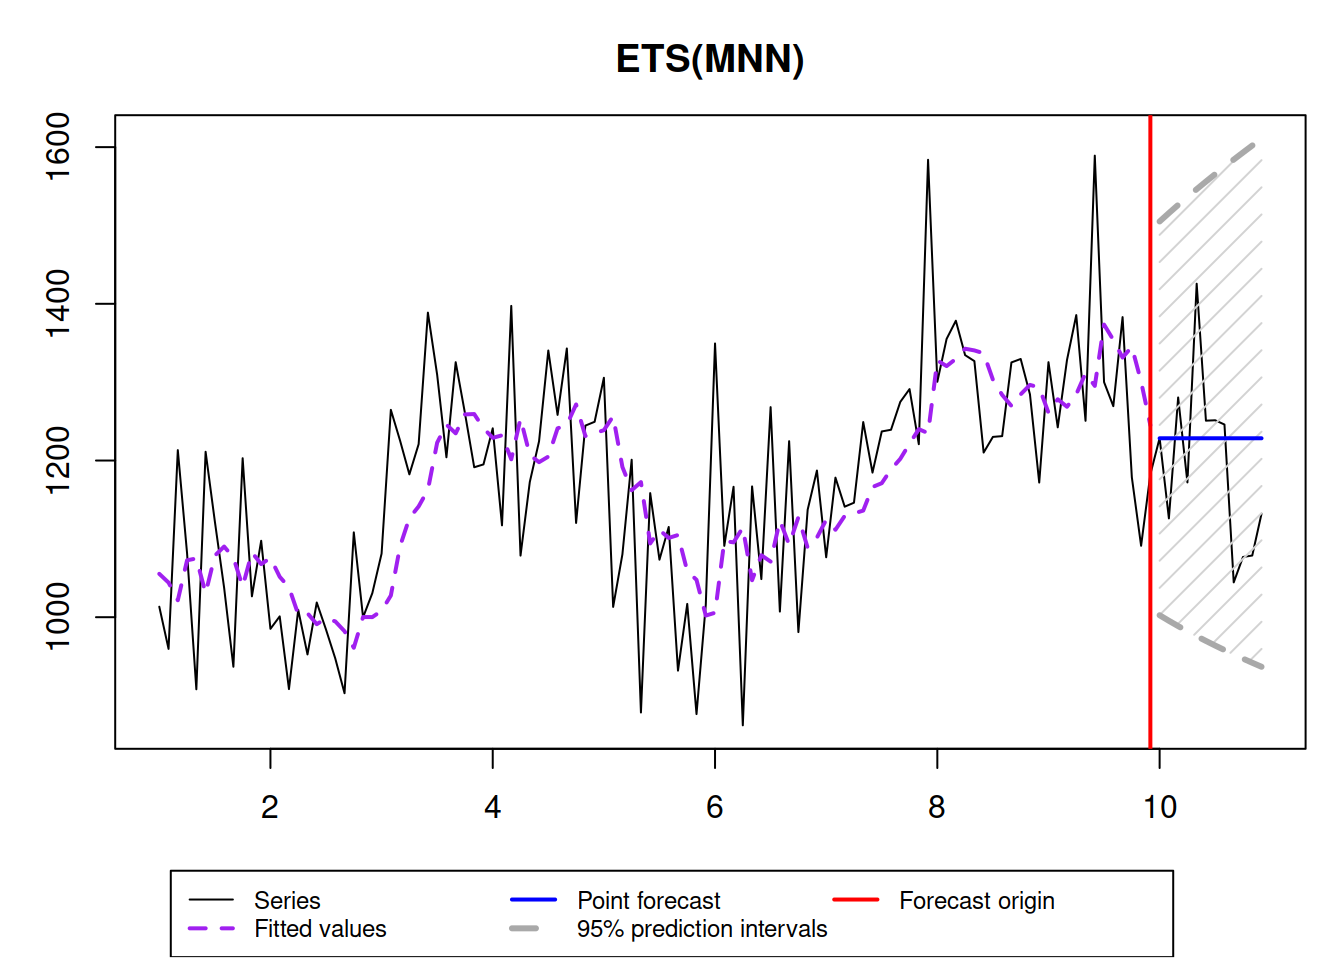 ETS(MNN)
1600
1400
1200
1000
2 4 6 8 10
Series Point forecast Forecast origin
Fitted values 95% prediction intervals